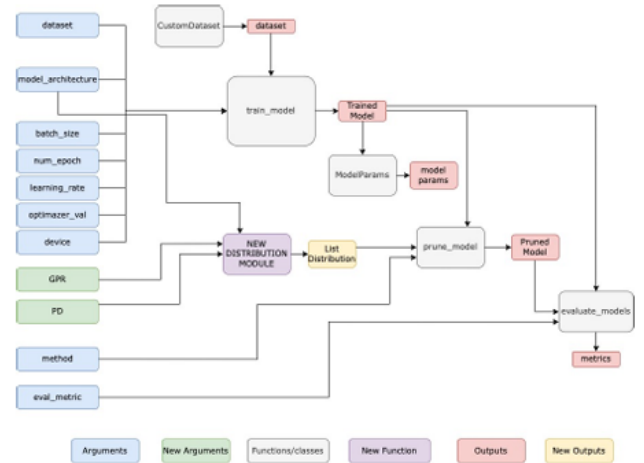 dataset
CustomDataset
dataset
model_architecture
train_model
Trained
Model
batch_size
num_epoch
learning_rate
optimazer_val
device
ModelParams
model
params
NEW
DISTRIBUTION
MODULE
List
Distribution
prune_model
Pruned
Model
GPR
PD
evaluate_models
method
metrics
eval_metric
Arguments
New Arguments
Functions/classes
New Function
Outputs
New Outputs